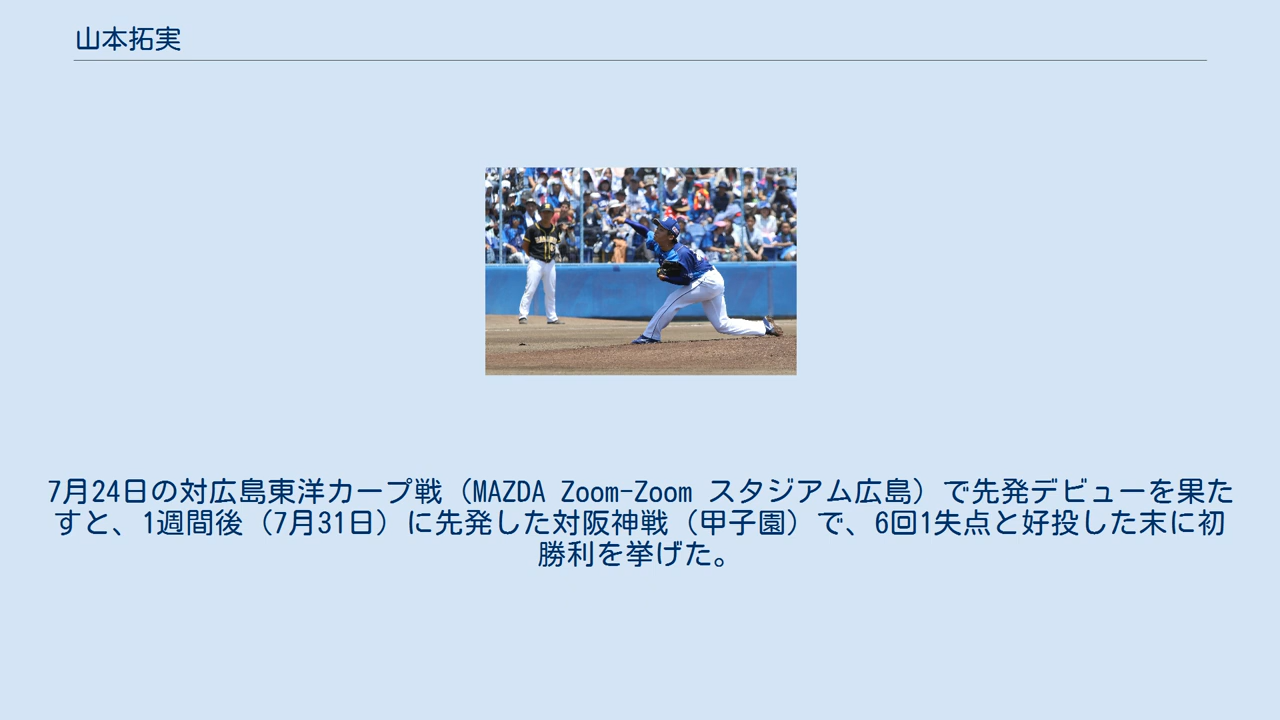 山本拓実
7月24日の対広島東洋カープ戦（MAZDA Zoom-Zoom スタジアム広島）で先発デビューを果た
すと、1週間後（7月31日）に先発した対阪神戦（甲子園）で、6回1失点と好投した末に初
勝利を挙げた。